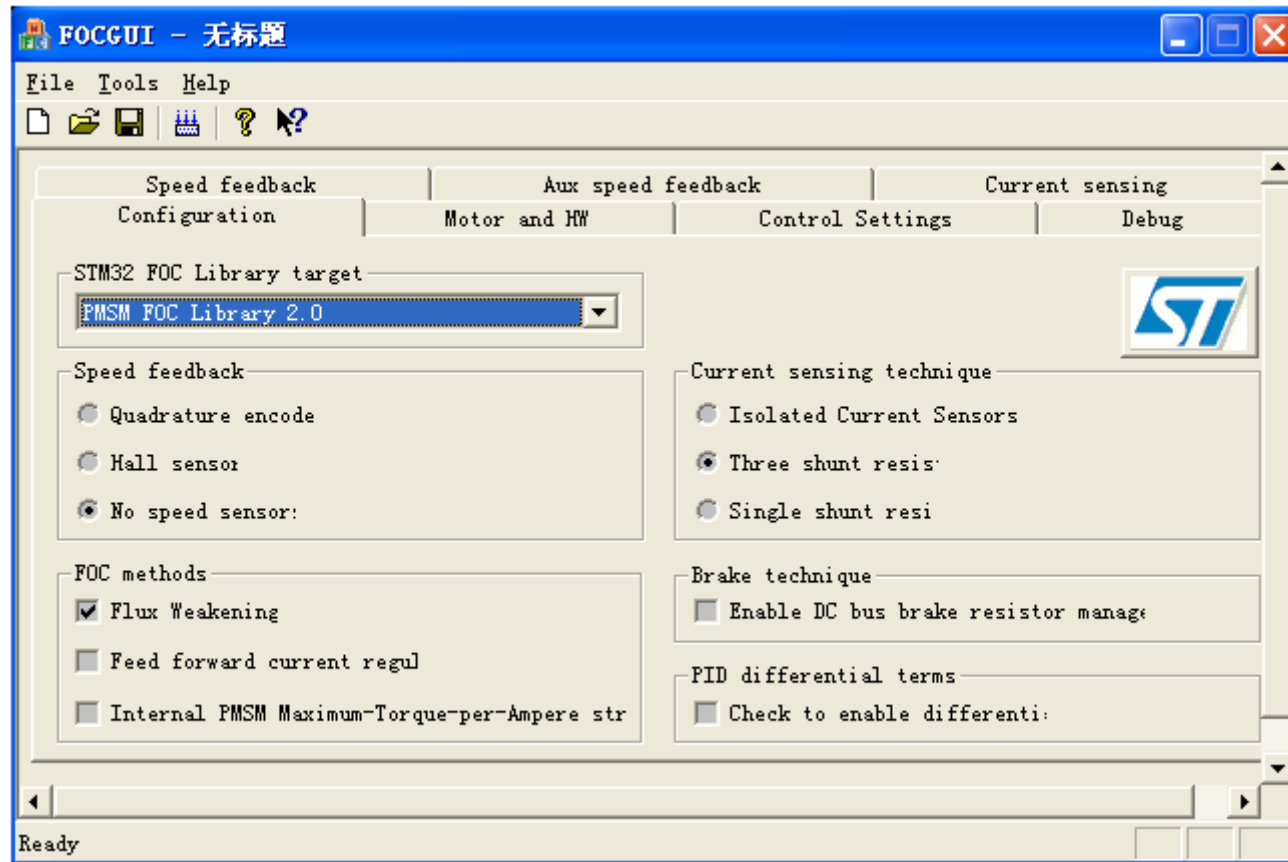 FOCGUI - 无标题
File Tools Help
Speed feedback Aux speed feedback Current sensing
Configuration Motor and HW Control Settings Debug
STM32 FOC Library target
PMSM FOC Library 2.0
ST
Speed feedback
Quadrature encode
Hall sensor
No speed sensor
Current sensing technique
Isolated Current Sensors
Three shunt resis
Single shunt resi
FOC methods
Flux Weakening
Feed forward current regul
Internal PMSM Maximum-Torque-per-Ampere str
Brake technique
Enable DC bus brake resistor manage
PID differential terms
Check to enable differenti
Ready